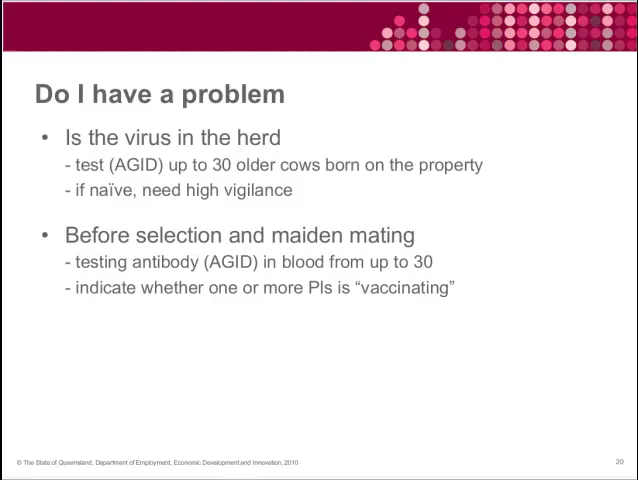 Do I have a problem
• Is the virus in the herd
- test (AGID) up to 30 older cows born on the property
- if naïve, need high vigilance
• Before selection and maiden mating
- testing antibody (AGID) in blood from up to 30
- indicate whether one or more PIs is “vaccinating”
© The State of Queensland, Department of Employment, Economic Development and Innovation, 2010
20